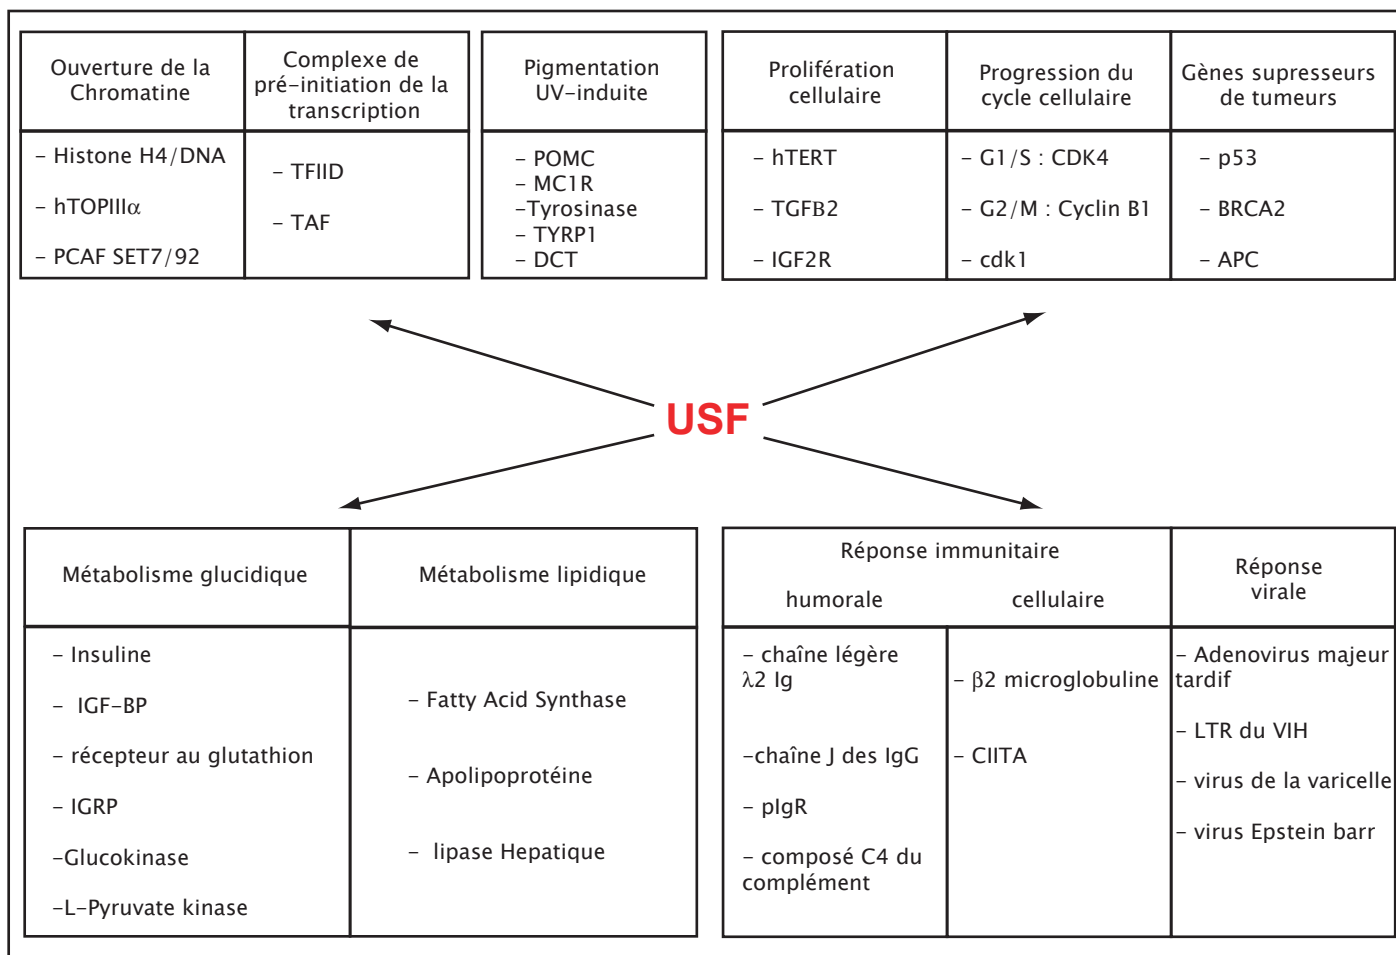 Ouverture de la
Chromatine
– Histone H4/DNA
– hTOPIIIα
– PCAF SET7/92
Complexe de
pré–initiation de la
transcription
– TFIID
– TAF
Pigmentation
UV–induite
– POMC
– MC1R
–Tyrosinase
– TYRP1
– DCT
Prolifération
cellulaire
– hTERT
– TGFB2
– IGF2R
Progression du
cycle cellulaire
– G1/S : CDK4
– G2/M : Cyclin B1
– cdk1
Gènes supresseurs
de tumeurs
– p53
– BRCA2
– APC
USF
Métabolisme glucidique
– Insuline
– IGF–BP
– récepteur au glutathion
– IGRP
–Glucokinase
–L–Pyruvate kinase
Métabolisme lipidique
– Fatty Acid Synthase
– Apolipoprotéine
– lipase Hepatique
Réponse immunitaire
humorale
– chaîne légère
λ2 Ig
–chaîne J des IgG
– pIgR
– composé C4 du
complément
cellulaire
– β2 microglobuline
– CIITA
Réponse
virale
– Adenovirus majeur
tardif
– LTR du VIH
– virus de la varicelle
– virus Epstein barr